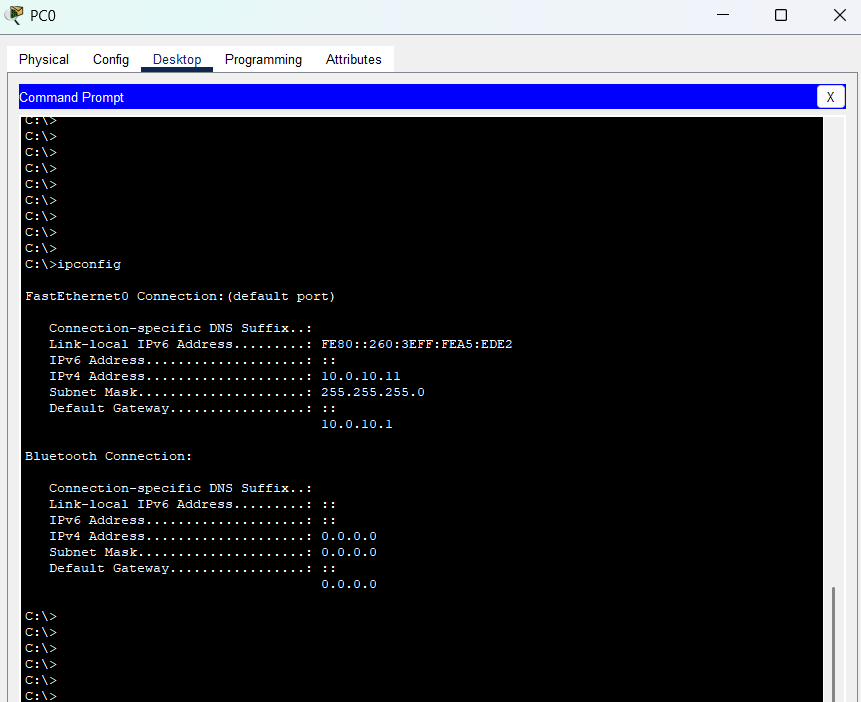 PC0
Physical Config Desktop Programming Attributes
Command Prompt X
C:\>
C:\>
C:\>
C:\>
C:\>
C:\>
C:\>
C:\>
C:\>
C:\>ipconfig
FastEthernet0 Connection:(default port)
Connection-specific DNS Suffix..:
Link-local IPv6 Address.........: FE80::260:3EFF:FEA5:EDE2
IPv6 Address....................: ::
IPv4 Address....................: 10.0.10.11
Subnet Mask.....................: 255.255.255.0
Default Gateway.................: ::
10.0.10.1
Bluetooth Connection:
Connection-specific DNS Suffix..:
Link-local IPv6 Address.........: ::
IPv6 Address....................: ::
IPv4 Address....................: 0.0.0.0
Subnet Mask.....................: 0.0.0.0
Default Gateway.................: ::
0.0.0.0
C:\>
C:\>
C:\>
C:\>
C:\>
C:\>